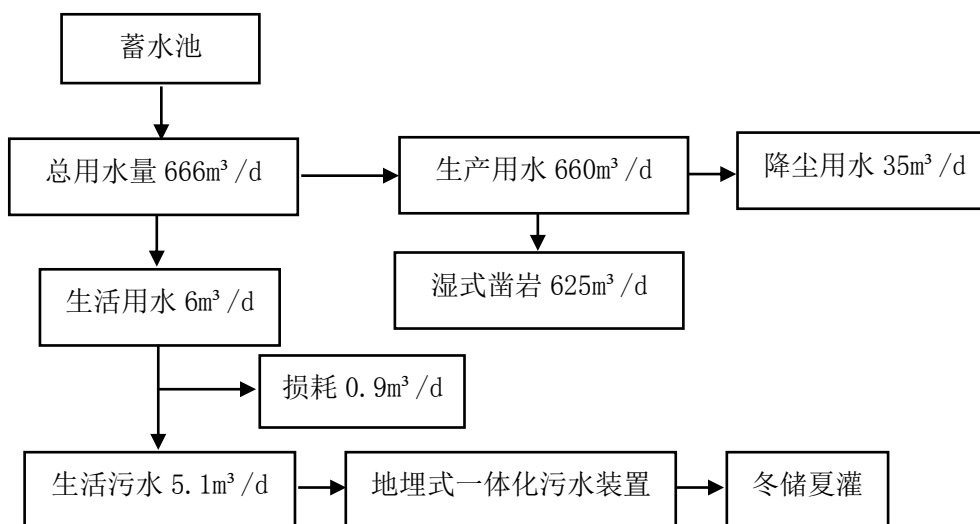 蓄水池
总用水量 666m³/d
生产用水 660m³/d
降尘用水 35m³/d
生活用水 6m³/d
湿式凿岩 625m³/d
损耗 0.9m³/d
生活污水 5.1m³/d
地埋式一体化污水装置
冬储夏灌